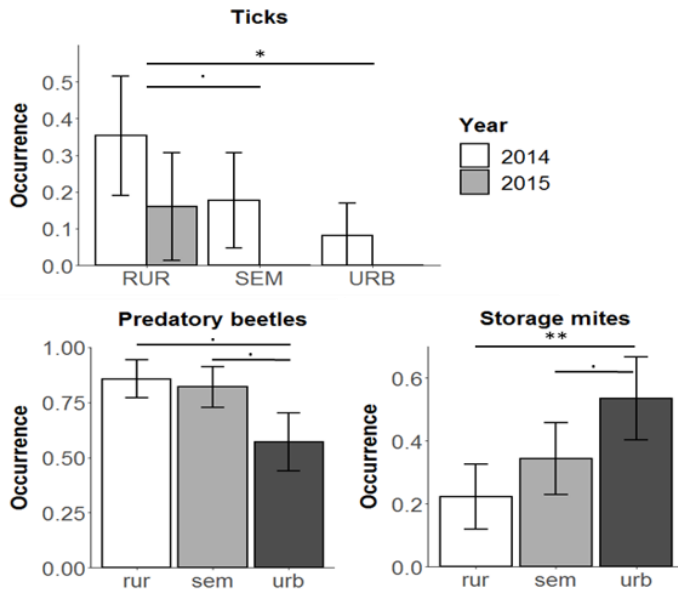 Ticks
*
.
0.5
0.4
0.3
0.2
0.1
0.0
Occurrence
RUR SEM URB
Year
2014
2015
Predatory beetles
.
.
1.00
0.75
0.50
0.25
0.00
Occurrence
rur sem urb
Storage mites
**
.
0.6
0.4
0.2
0.0
Occurrence
rur sem urb